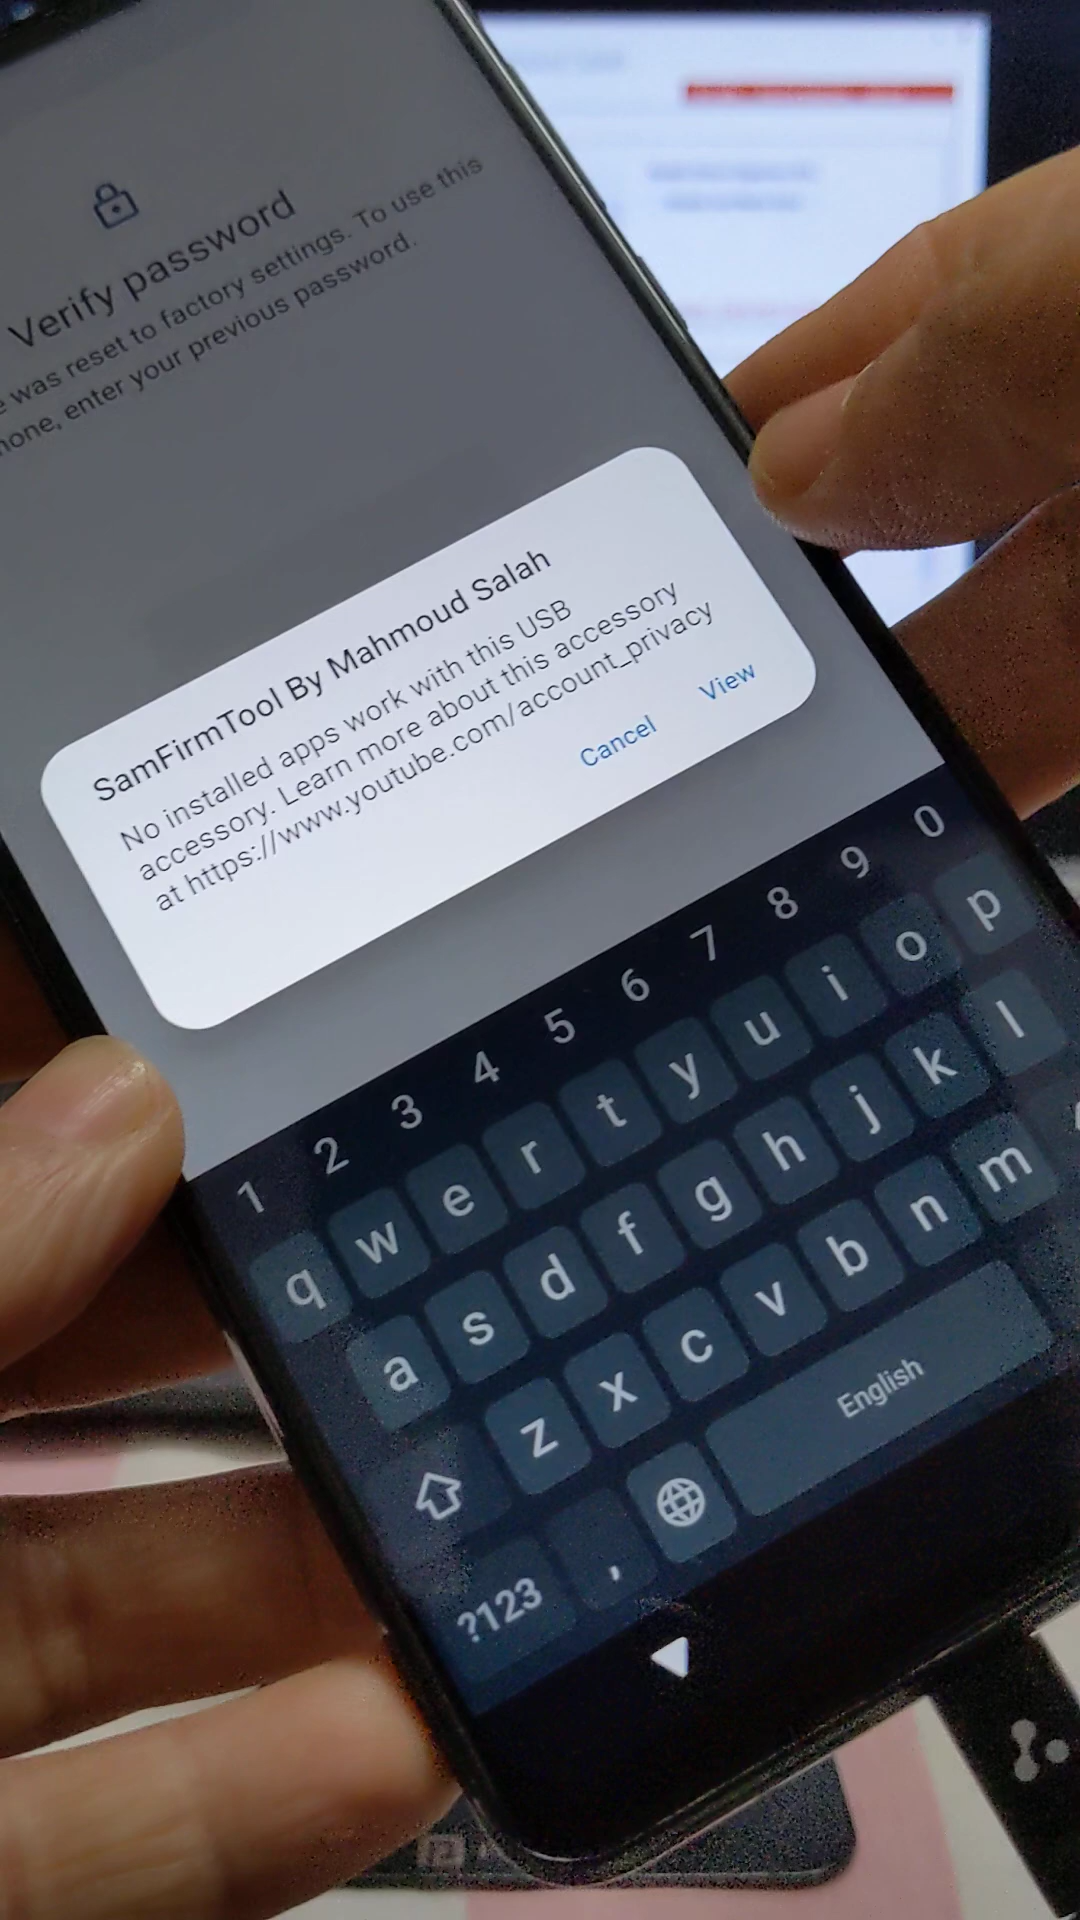 Verify password
e was reset to factory settings. To use this
hone, enter your previous password.
SamFirmTool By Mahmoud Salah
No installed apps work with this USB
accessory. Learn more about this accessory
at https://www.youtube.com/account_privacy
Cancel View
1 2 3 4 5 6 7 8 9 0
q w e r t y u i o p
a s d f g h j k l
z x c v b n m
?123 , English